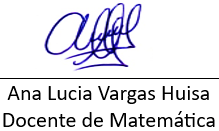 Ana Lucia Vargas Huisa
Docente de Matemática